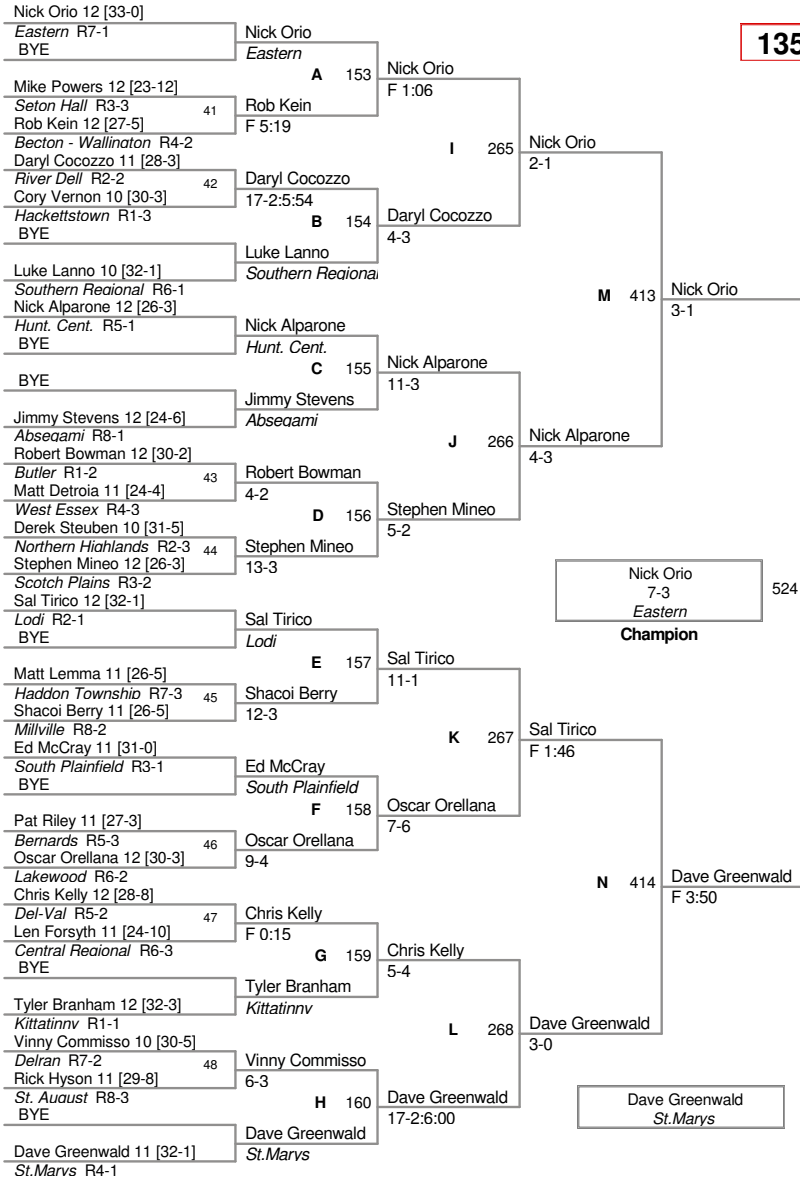 Nick Orio 12 [33-0]
Eastern R7-1
BYE
Mike Powers 12 [23-12]
Seton Hall R3-3
41
Rob Kein 12 [27-5]
Becton - Wallington R4-2
Daryl Cocozzo 11 [28-3]
River Dell R2-2
42
Cory Vernon 10 [30-3]
Hackettstown R1-3
BYE
Luke Lanno 10 [32-1]
Southern Regional R6-1
Nick Alparone 12 [26-3]
Hunt. Cent. R5-1
BYE
BYE
Jimmy Stevens 12 [24-6]
Absegami R8-1
Robert Bowman 12 [30-2]
Butler R1-2
43
Matt Detroia 11 [24-4]
West Essex R4-3
Derek Steuben 10 [31-5]
Northern Highlands R2-3
44
Stephen Mineo 12 [26-3]
Scotch Plains R3-2
Sal Tirico 12 [32-1]
Lodi R2-1
BYE
Matt Lemma 11 [26-5]
Haddon Township R7-3
45
Shacoi Berry 11 [26-5]
Millville R8-2
Ed McCray 11 [31-0]
South Plainfield R3-1
BYE
Pat Riley 11 [27-3]
Bernards R5-3
46
Oscar Orellana 12 [30-3]
Lakewood R6-2
Chris Kelly 12 [28-8]
Del-Val R5-2
47
Len Forsyth 11 [24-10]
Central Regional R6-3
BYE
Tyler Branham 12 [32-3]
Kittatinny R1-1
Vinny Commisso 10 [30-5]
Delran R7-2
48
Rick Hyson 11 [29-8]
St. August R8-3
BYE
Dave Greenwald 11 [32-1]
St.Marys R4-1
Nick Orio
Eastern
A 153
Rob Kein
F 5:19
Daryl Cocozzo
17-2:5:54
B 154
Luke Lanno
Southern Regional
Nick Alparone
Hunt. Cent.
C 155
Jimmy Stevens
Absegami
Robert Bowman
4-2
D 156
Stephen Mineo
13-3
Sal Tirico
Lodi
E 157
Shacoi Berry
12-3
Ed McCray
South Plainfield
F 158
Oscar Orellana
9-4
Chris Kelly
F 0:15
G 159
Tyler Branham
Kittatinny
Vinny Commisso
6-3
H 160
Dave Greenwald
St.Marys
Nick Orio
F 1:06
I 265
Daryl Cocozzo
4-3
Nick Alparone
11-3
J 266
Stephen Mineo
5-2
Sal Tirico
11-1
K 267
Oscar Orellana
7-6
Chris Kelly
5-4
L 268
Dave Greenwald
17-2:6:00
Nick Orio
2-1
M 413
Nick Alparone
4-3
Sal Tirico
F 1:46
N 414
Dave Greenwald
3-0
135
Nick Orio
3-1
Nick Orio
7-3
Eastern
524
Champion
Dave Greenwald
F 3:50
Dave Greenwald
St.Marys